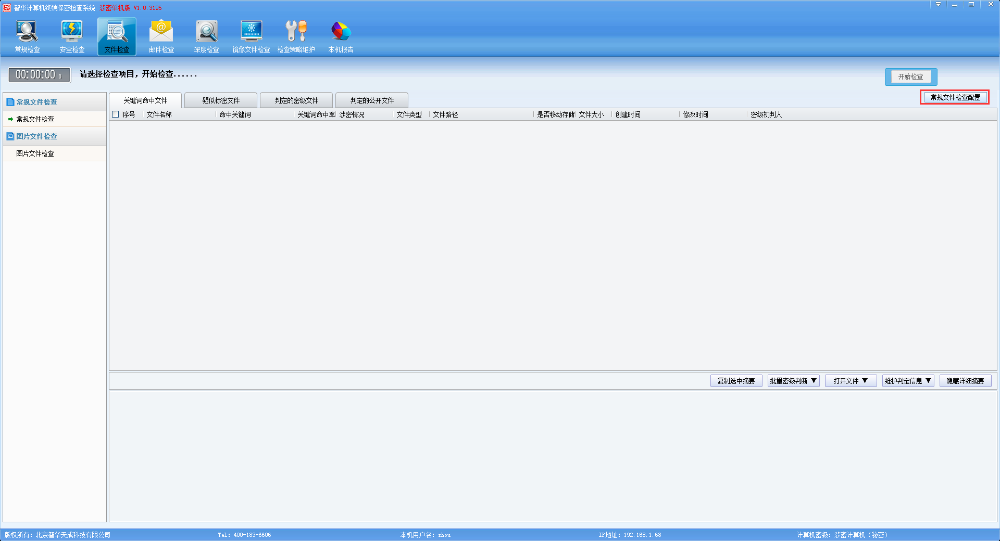 智华计算机终端保密检查系统 涉密单机版 V1.0.3195
常规检查 安全检查 文件检查 邮件检查 深度检查 镜像文件检查 检查策略维护 本机报告
00:00:00 0 请选择检查项目，开始检查...... 开始检查
常规文件检查配置
常规文件检查
常规文件检查
图片文件检查
图片文件检查
关键词命中文件 疑似标密文件 判定的密级文件 判定的公开文件
序号 文件名称 命中关键词 关键词命中率 涉密情况 文件类型 文件路径 是否移动存储 文件大小 创建时间 修改时间 密级初判人
复制选中摘要 批量密级判断▼ 打开文件▼ 维护判定信息▼ 隐藏详细摘要
版权所有：北京智华天成科技有限公司 Tel：400-183-6606 本机用户名：zhou IP地址：192.168.1.68 计算机密级：涉密计算机（秘密）